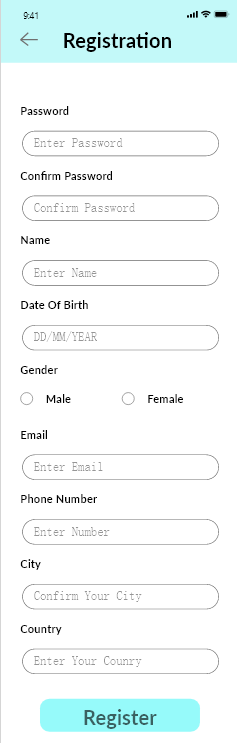 9:41
Registration
Password
Enter Password
Confirm Password
Confirm Password
Name
Enter Name
Date Of Birth
DD/MM/YEAR
Gender
Male Female
Email
Enter Email
Phone Number
Enter Number
City
Confirm Your City
Country
Enter Your Counry
Register